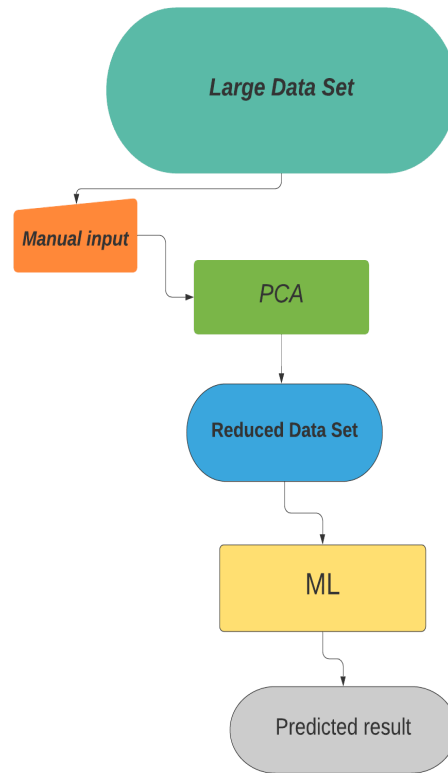 Large Data Set
Manual input
PCA
Reduced Data Set
ML
Predicted result